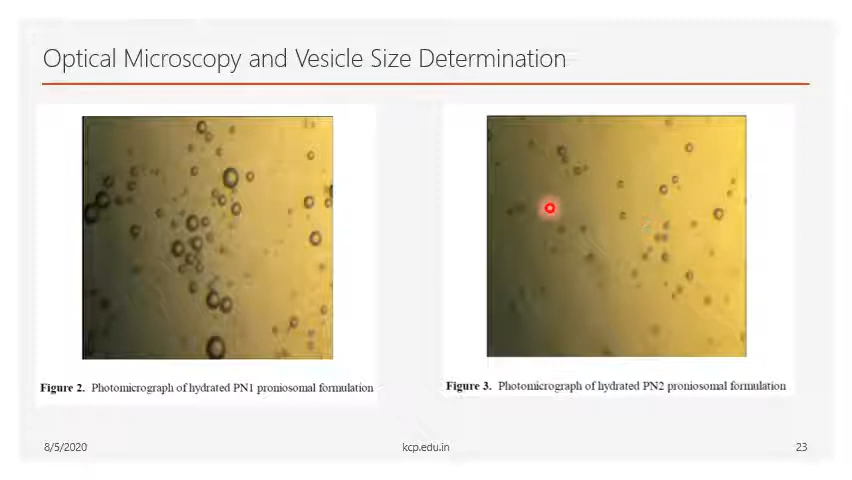 Optical Microscopy and Vesicle Size Determination
Figure 2. Photomicrograph of hydrated PN1 proniosomal formulation
Figure 3. Photomicrograph of hydrated PN2 proniosomal formulation
8/5/2020
kcp.edu.in
23